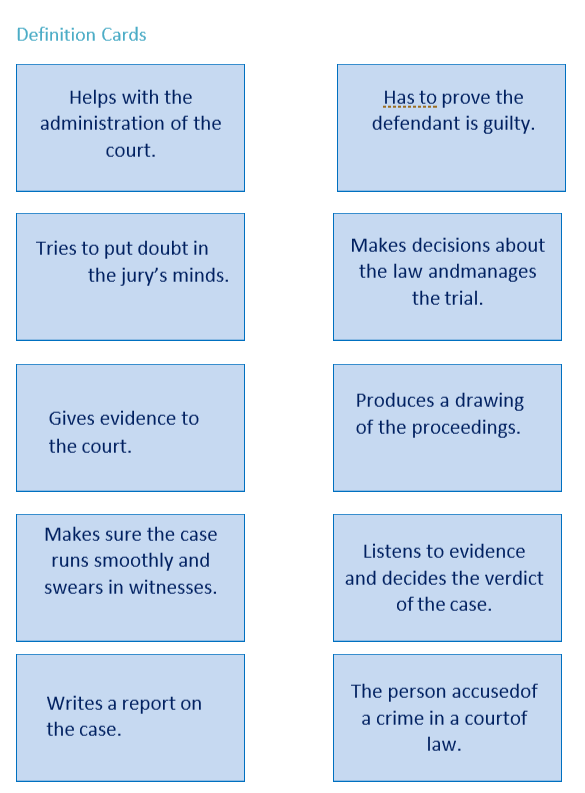 Definition Cards
Helps with the
administration of the
court.
Has to prove the
defendant is guilty.
Tries to put doubt in
the jury’s minds.
Makes decisions about
the law andmanages
the trial.
Gives evidence to
the court.
Produces a drawing
of the proceedings.
Makes sure the case
runs smoothly and
swears in witnesses.
Listens to evidence
and decides the verdict
of the case.
Writes a report on
the case.
The person accusedof
a crime in a courtof
law.